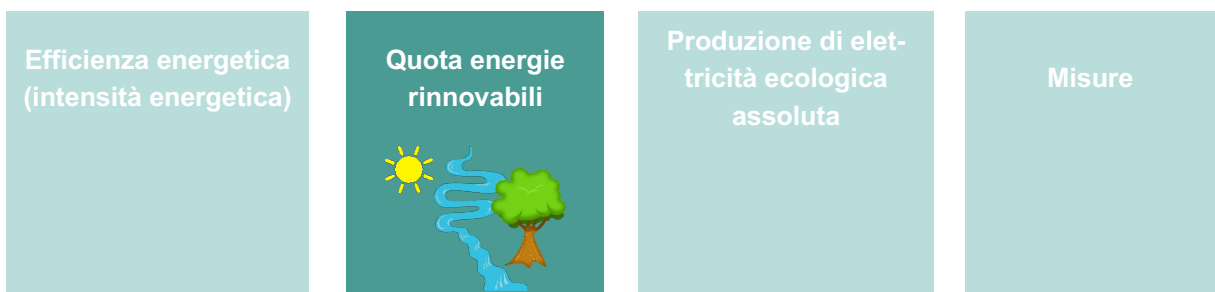 Efficienza energetica
(intensità energetica)
Quota energie
rinnovabili
Produzione di elet-
tricità ecologica
assoluta
Misure